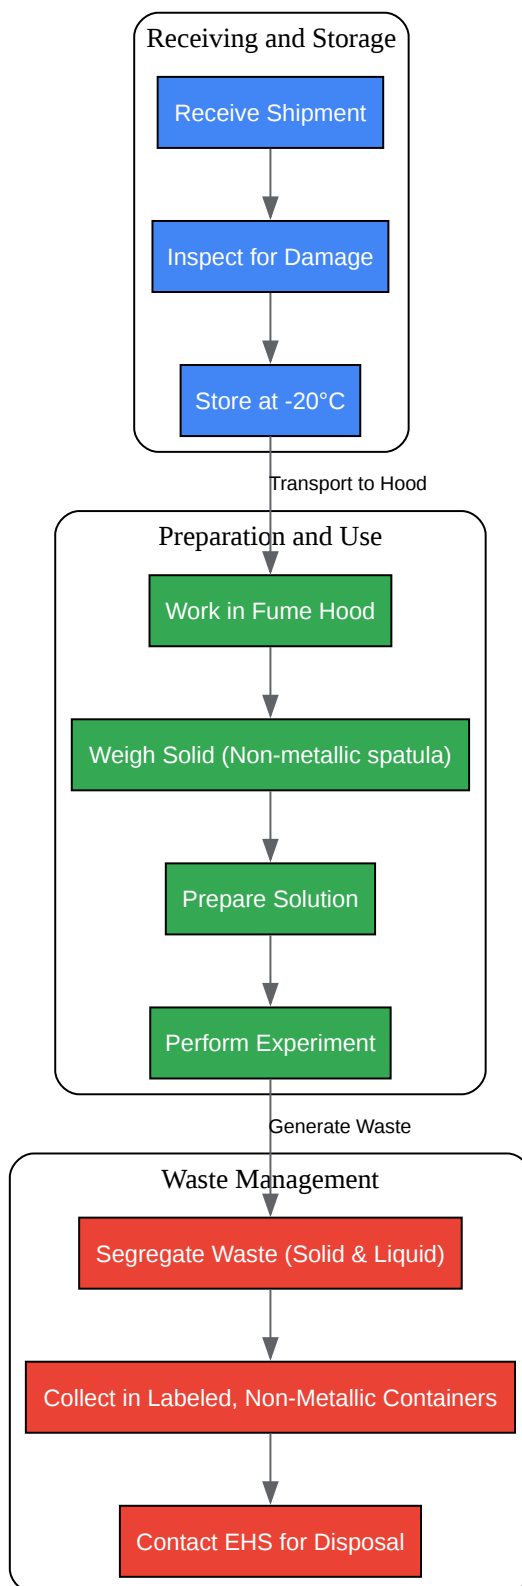 Receiving and Storage
Receive Shipment
Inspect for Damage
Store at -20°C
Transport to Hood
Preparation and Use
Work in Fume Hood
Weigh Solid (Non-metallic spatula)
Prepare Solution
Perform Experiment
Generate Waste
Waste Management
Segregate Waste (Solid & Liquid)
Collect in Labeled, Non-Metallic Containers
Contact EHS for Disposal